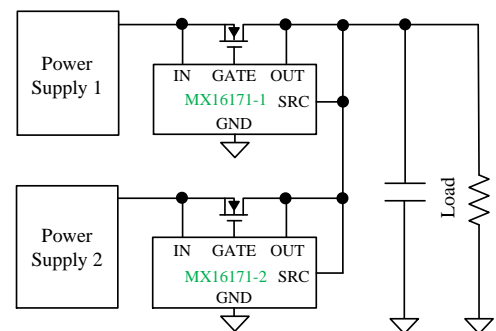 Power
Supply 1
IN GATE OUT
MX16171-1 SRC
GND
Load
Power
Supply 2
IN GATE OUT
MX16171-2 SRC
GND